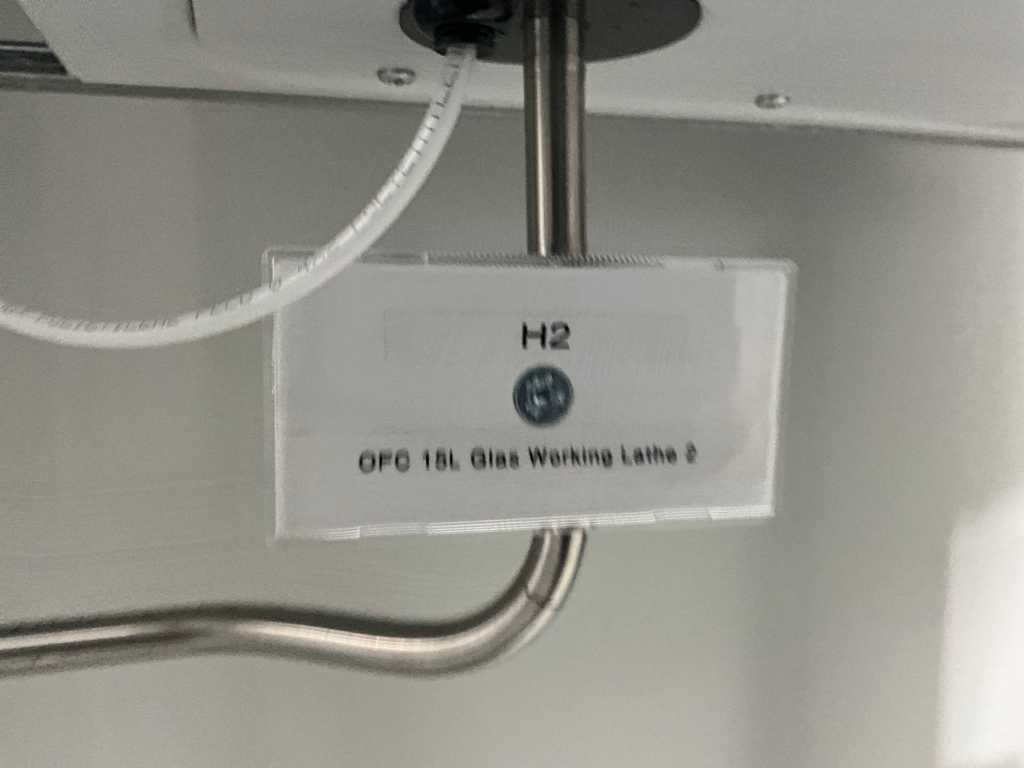 H2
OFC 15L Glas Working Lathe 2